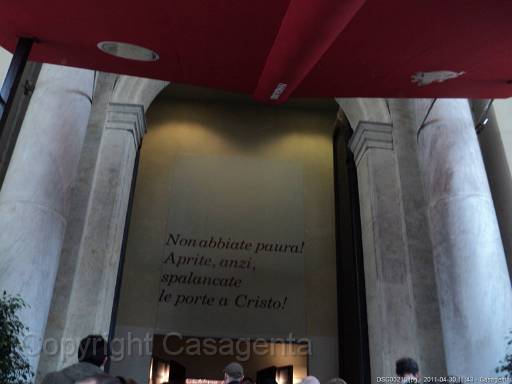 Non abbiate paura!
Aprite, anzi,
spalancate
le porte a Cristo!
Copyright Casagenta